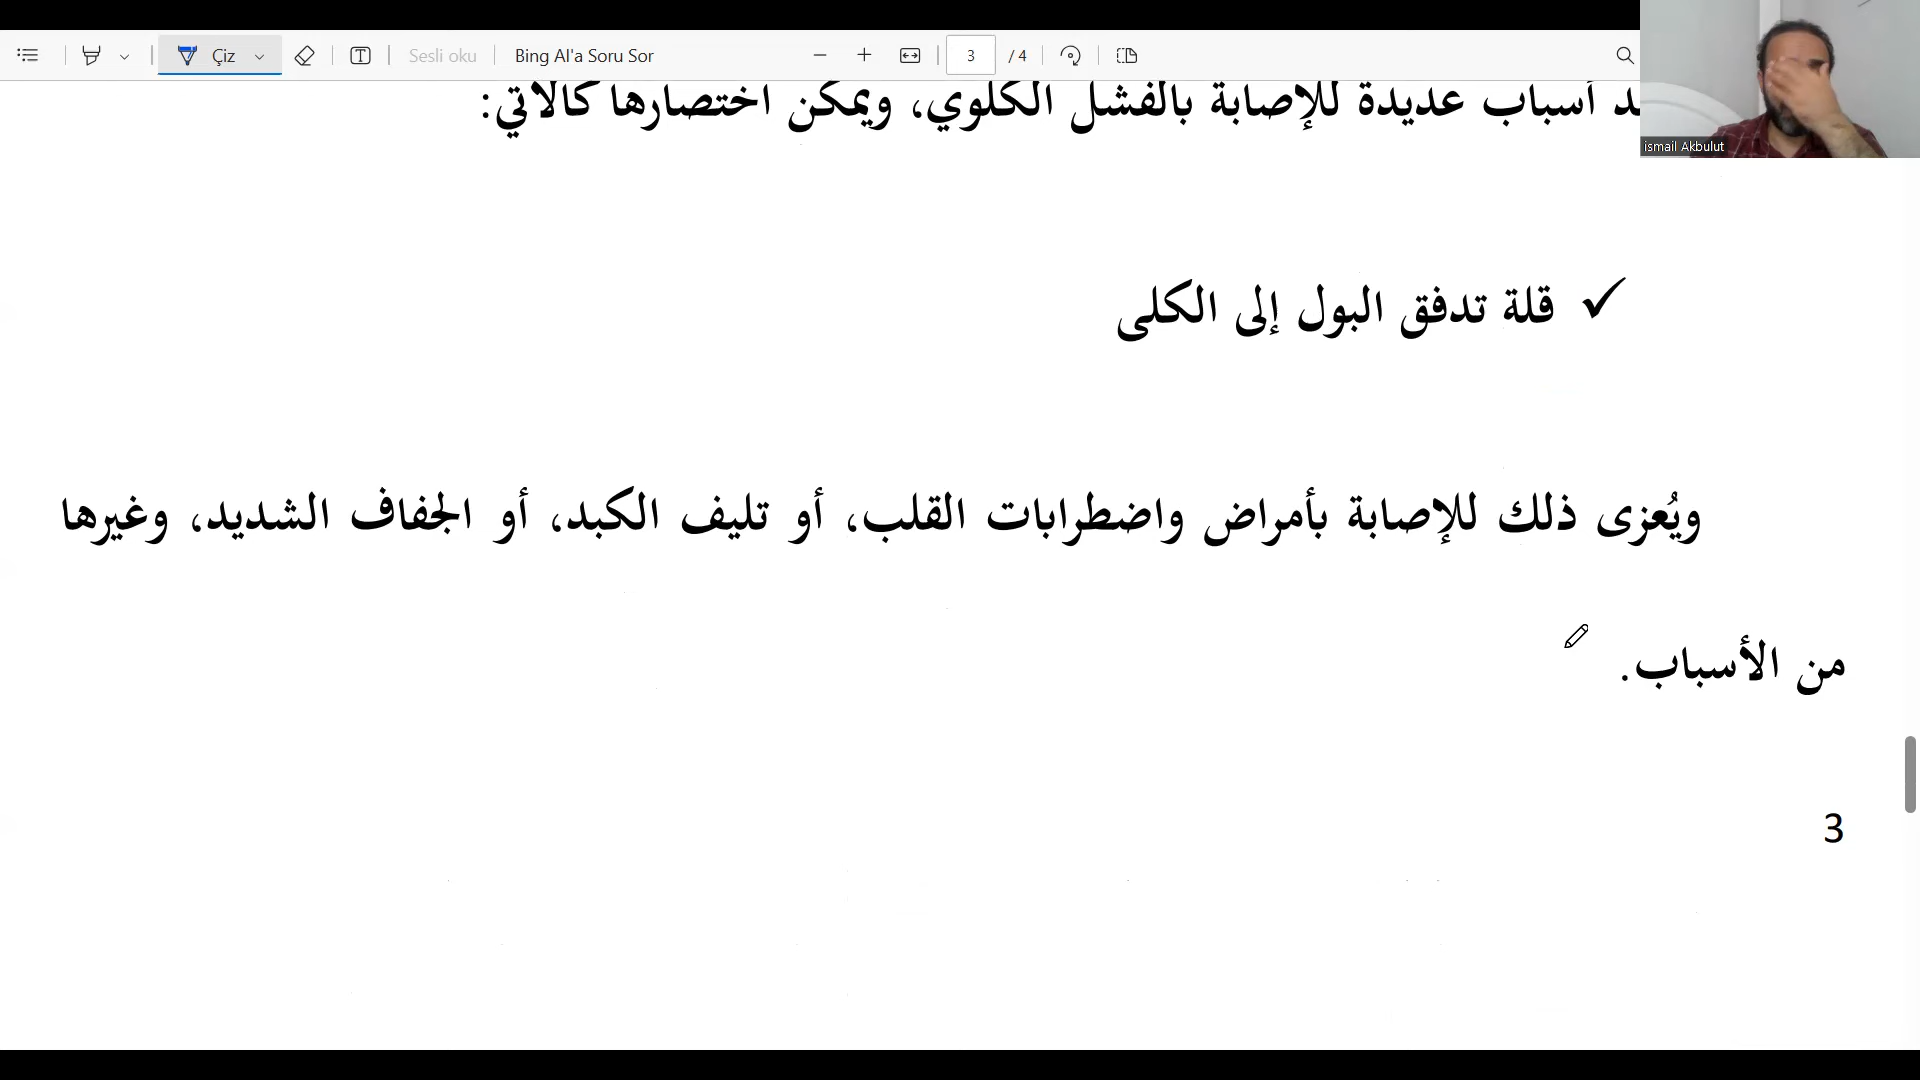 Çiz
Sesli oku
Bing AI'a Soru Sor
3
/ 4
ismail Akbulut
أسباب عديدة للإصابة بالفشل الكلوي، ويمكن اختصارها كالآتي:
✓ قلة تدفق البول إلى الكلى
ويُعزى ذلك للإصابة بأمراض واضطرابات القلب، أو تليف الكبد، أو الجفاف الشديد، وغيرها
من الأسباب.
3